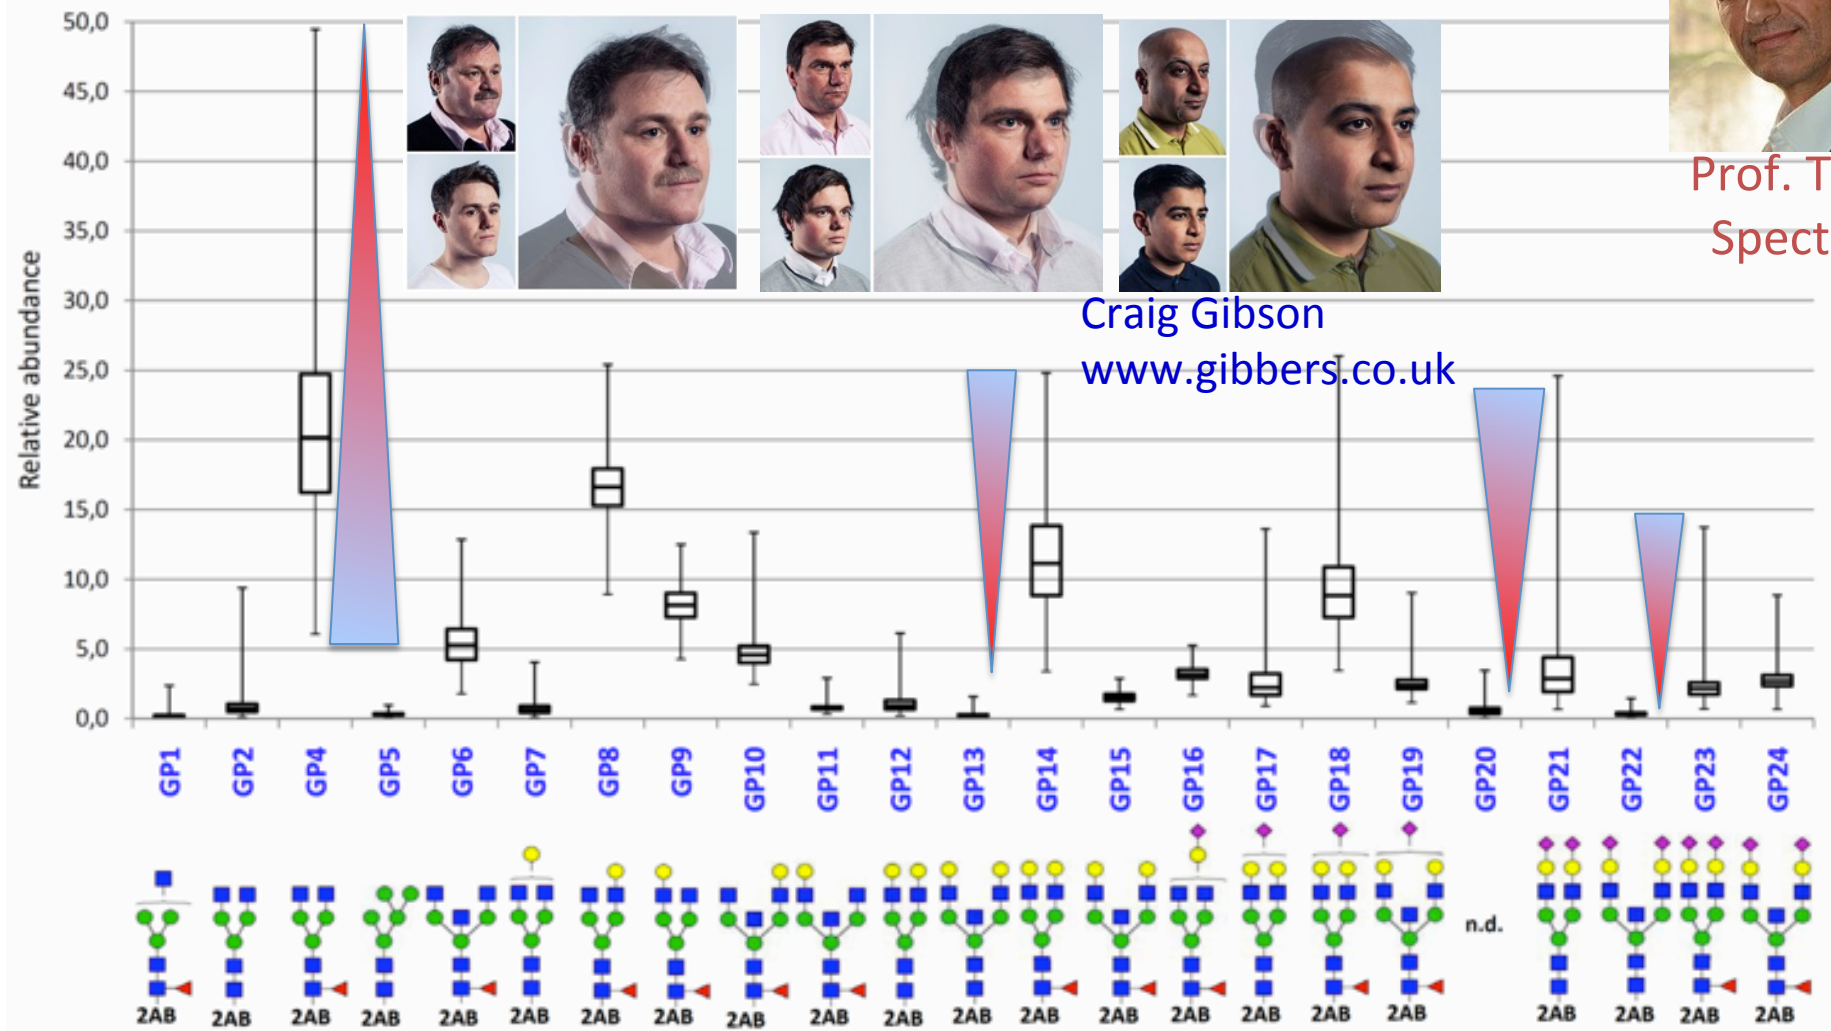 50,0
45,0
40,0
35,0
30,0
25,0
20,0
15,0
10,0
5,0
0,0
Relative abundance
Prof. T
Spect
Craig Gibson
www.gibbers.co.uk
GP1 GP2 GP4 GP5 GP6 GP7 GP8 GP9 GP10 GP11 GP12 GP13 GP14 GP15 GP16 GP17 GP18 GP19 GP20 GP21 GP22 GP23 GP24
n.d.
2AB 2AB 2AB 2AB 2AB 2AB 2AB 2AB 2AB 2AB 2AB 2AB 2AB 2AB 2AB 2AB 2AB 2AB 2AB 2AB 2AB 2AB